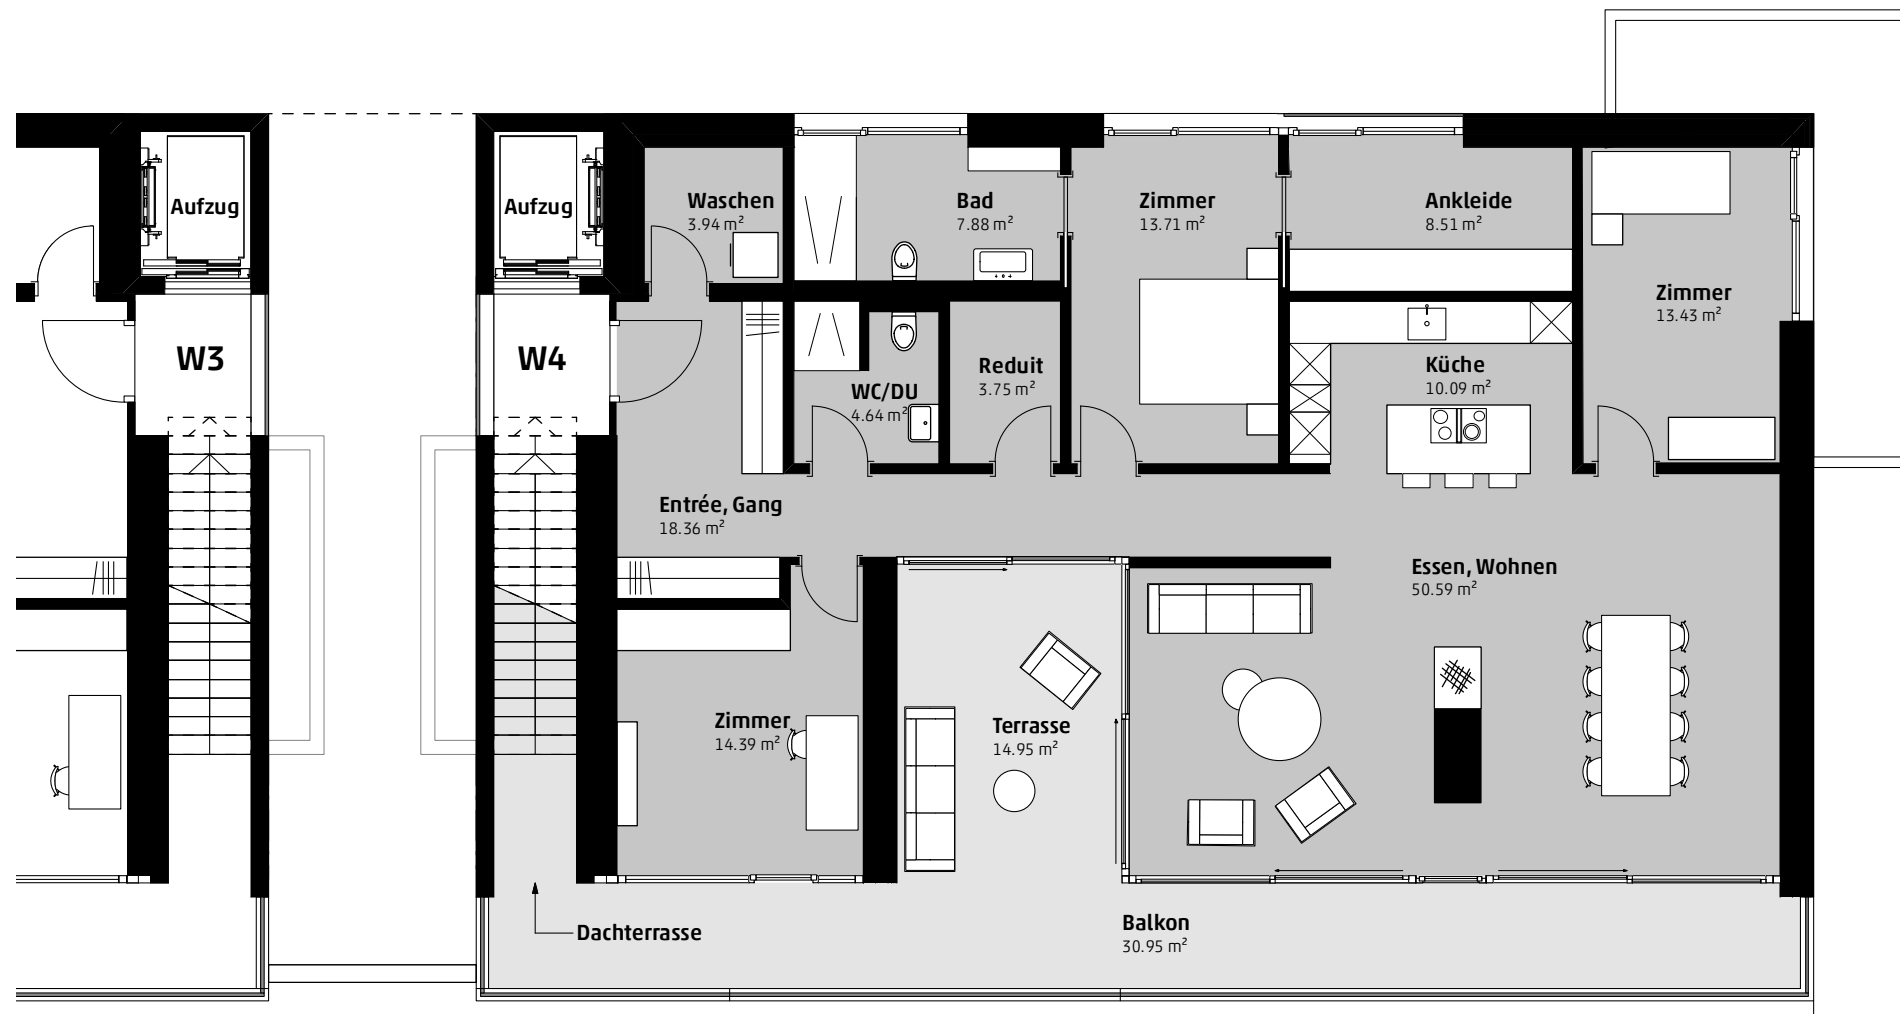 Aufzug
Aufzug
Waschen
3.94 m²
Bad
7.88 m²
Zimmer
13.71 m²
Ankleide
8.51 m²
Zimmer
13.43 m²
W3
W4
WC/DU
4.64 m²
Reduit
3.75 m²
Küche
10.09 m²
Entrée, Gang
18.36 m²
Essen, Wohnen
50.59 m²
Zimmer
14.39 m²
Terrasse
14.95 m²
Dachterrasse
Balkon
30.95 m²